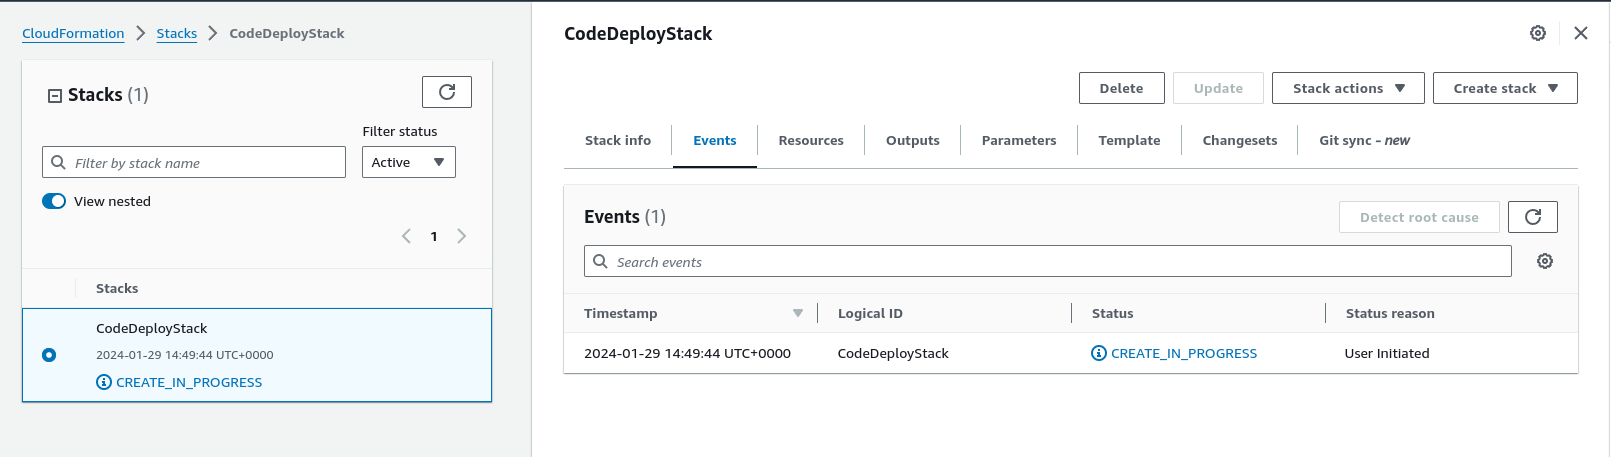 CloudFormation > Stacks > CodeDeployStack
Stacks (1)
Filter status
Filter by stack name
Active
View nested
1
Stacks
CodeDeployStack
2024-01-29 14:49:44 UTC+0000
CREATE_IN_PROGRESS
CodeDeployStack
Delete Update Stack actions Create stack
Stack info Events Resources Outputs Parameters Template Changesets Git sync - new
Events (1)
Detect root cause
Search events
Timestamp Logical ID Status Status reason
2024-01-29 14:49:44 UTC+0000 CodeDeployStack CREATE_IN_PROGRESS User Initiated